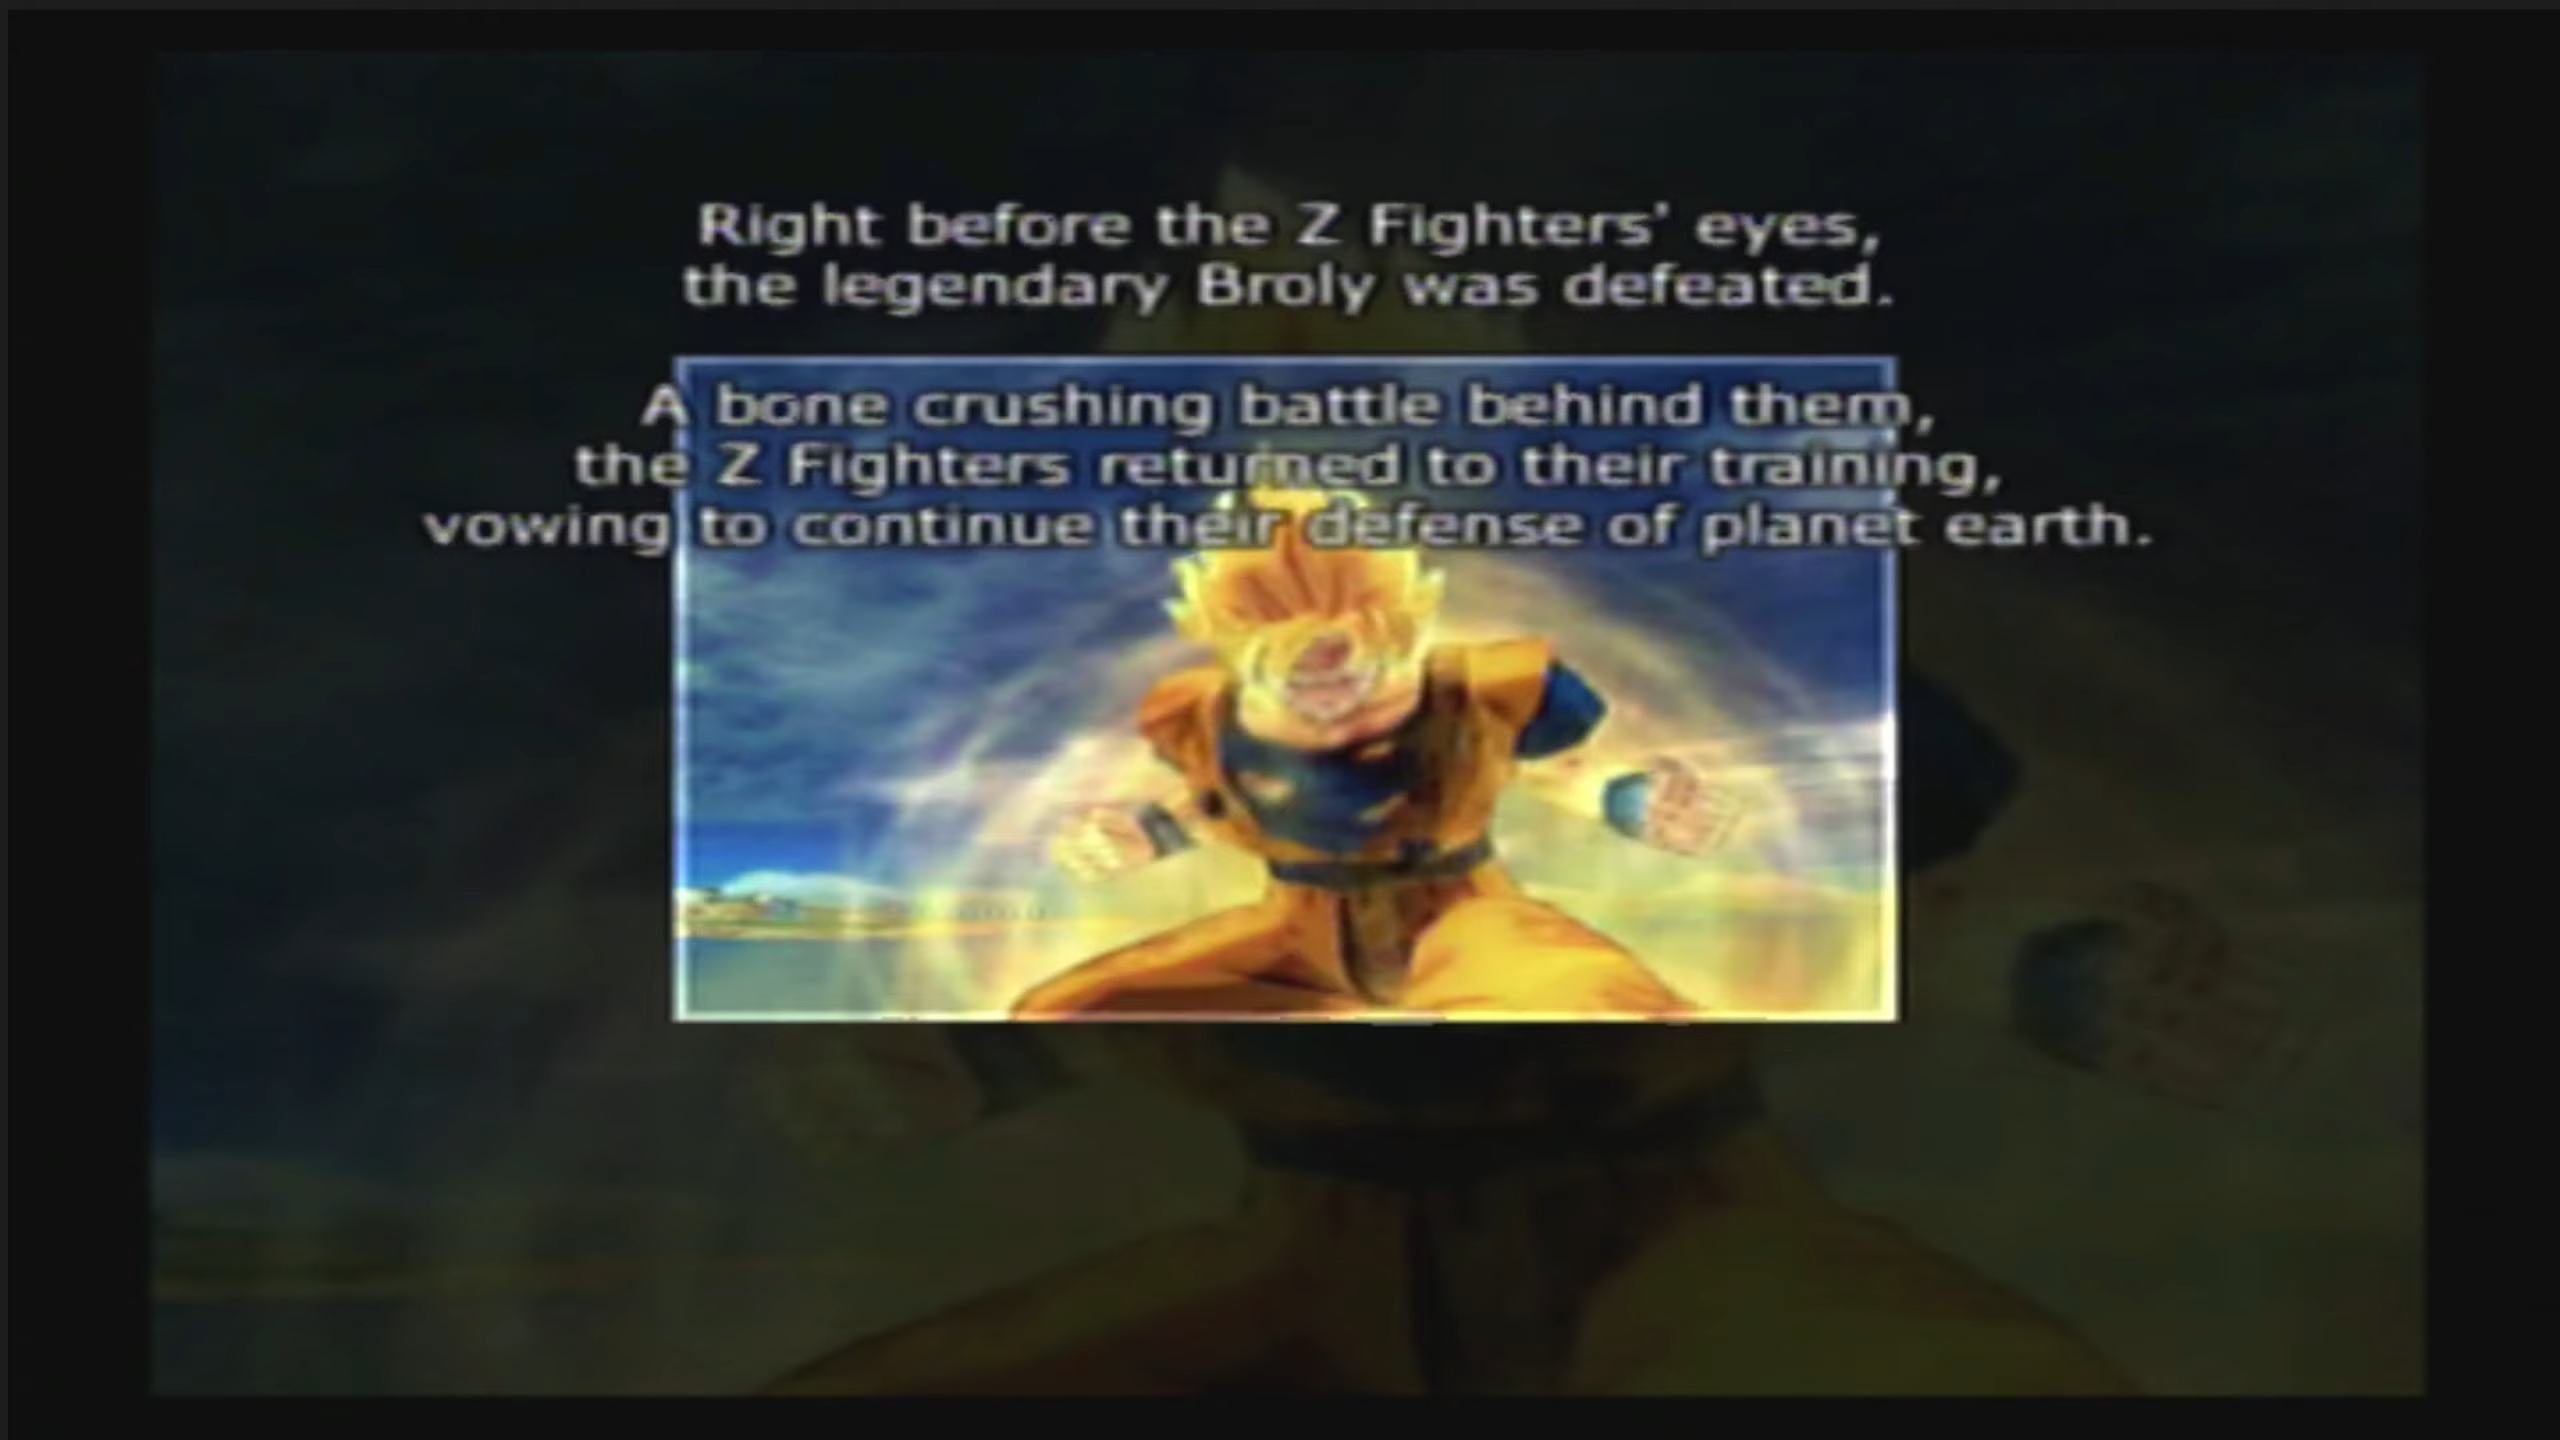 Right before the Z Fighters' eyes,
the legendary Broly was defeated.
A bone crushing battle behind them,
the Z Fighters returned to their training,
vowing to continue their defense of planet earth.